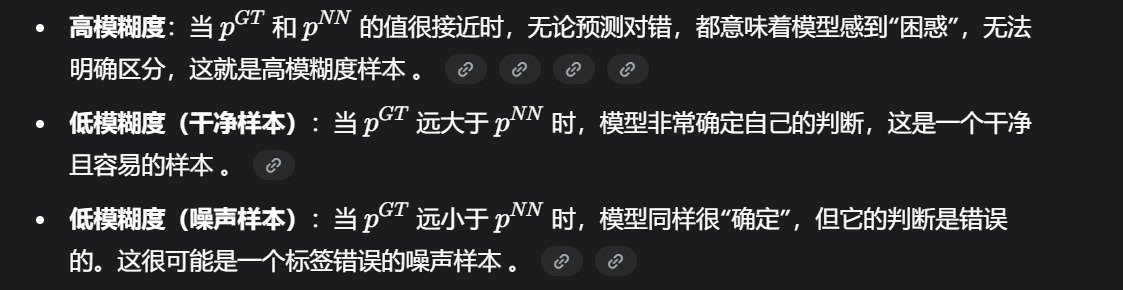 • 高模糊度：当 p^GT 和 p^NN 的值很接近时，无论预测对错，都意味着模型感到“困惑”，无法
明确区分，这就是高模糊度样本 。
• 低模糊度（干净样本）：当 p^GT 远大于 p^NN 时，模型非常确定自己的判断，这是一个干净
且容易的样本 。
• 低模糊度（噪声样本）：当 p^GT 远小于 p^NN 时，模型同样很“确定”，但它的判断是错误
的。这很可能是一个标签错误的噪声样本 。